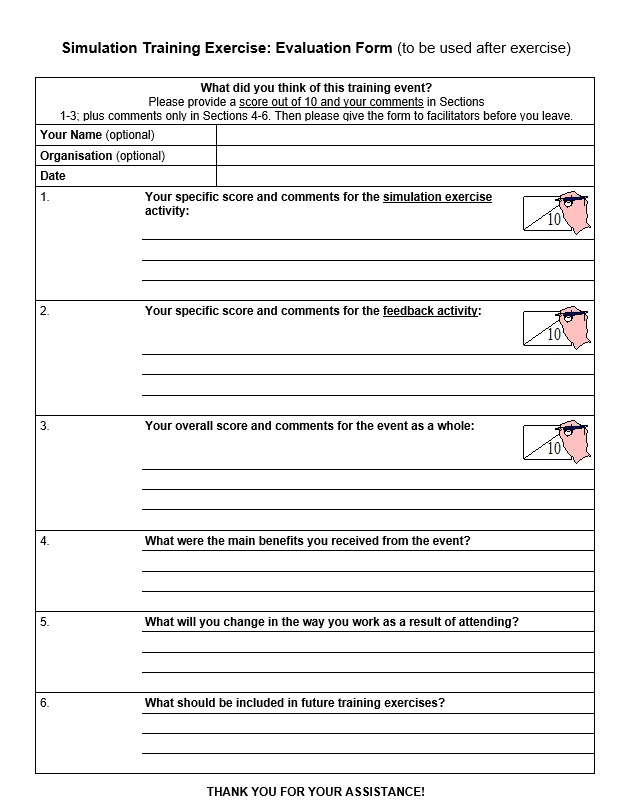 Simulation Training Exercise: Evaluation Form (to be used after exercise)
What did you think of this training event?
Please provide a score out of 10 and your comments in Sections
1-3; plus comments only in Sections 4-6. Then please give the form to facilitators before you leave.
Your Name (optional)
Organisation (optional)
Date
1. Your specific score and comments for the simulation exercise
activity:
10
2. Your specific score and comments for the feedback activity:
10
3. Your overall score and comments for the event as a whole:
10
4. What were the main benefits you received from the event?
5. What will you change in the way you work as a result of attending?
6. What should be included in future training exercises?
THANK YOU FOR YOUR ASSISTANCE!